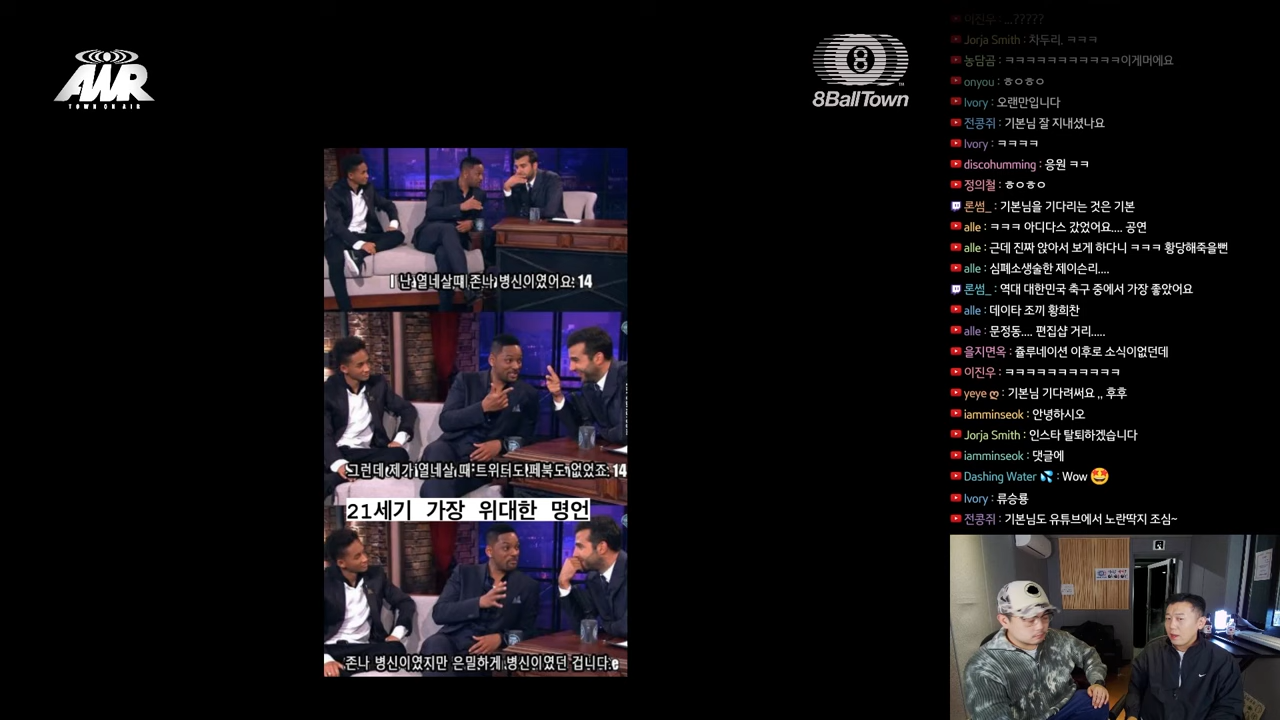 AIR
TOWN ON AIR
8
8BallTown
난 열네살때 존나 병신이였어요. 14
그런데 제가 열네살 때 트위터도 페북도 없었죠. 14
21세기 가장 위대한 명언
존나 병신이였지만 은밀하게 병신이였던 겁니다.e
이진우 : ...?????
Jorja Smith : 차두리, ㅋㅋㅋ
농담곰 : ㅋㅋㅋㅋㅋㅋㅋㅋㅋㅋㅋ이게머에요
onyou : ㅎㅇㅎㅇ
Ivory : 오랜만입니다
전콩쥐 : 기본님 잘 지내셨나요
Ivory : ㅋㅋㅋㅋ
discohumming : 응원 ㅋㅋ
정의철 : ㅎㅇㅎㅇ
론썸_ : 기본님을 기다리는 것은 기본
alle : ㅋㅋㅋ 아디다스 갔었어요.... 공연
alle : 근데 진짜 앉아서 보게 하다니 ㅋㅋㅋ 황당해죽을뻔
alle : 심폐소생술한 제이슨리....
론썸_ : 역대 대한민국 축구 중에서 가장 좋았어요
alle : 데이타 조끼 황희찬
alle : 문정동.... 편집샵 거리.....
을지면옥 : 쥴루네이션 이후로 소식이없던데
이진우 : ㅋㅋㅋㅋㅋㅋㅋㅋㅋㅋㅋ
yeye ღ : 기본님 기다려써요 ,, 후후
iamminseok : 안녕하시오
Jorja Smith : 인스타 탈퇴하겠습니다
iamminseok : 댓글에
Dashing Water 💦 : Wow 🤩
Ivory : 류승룡
전콩쥐 : 기본님도 유튜브에서 노란딱지 조심~